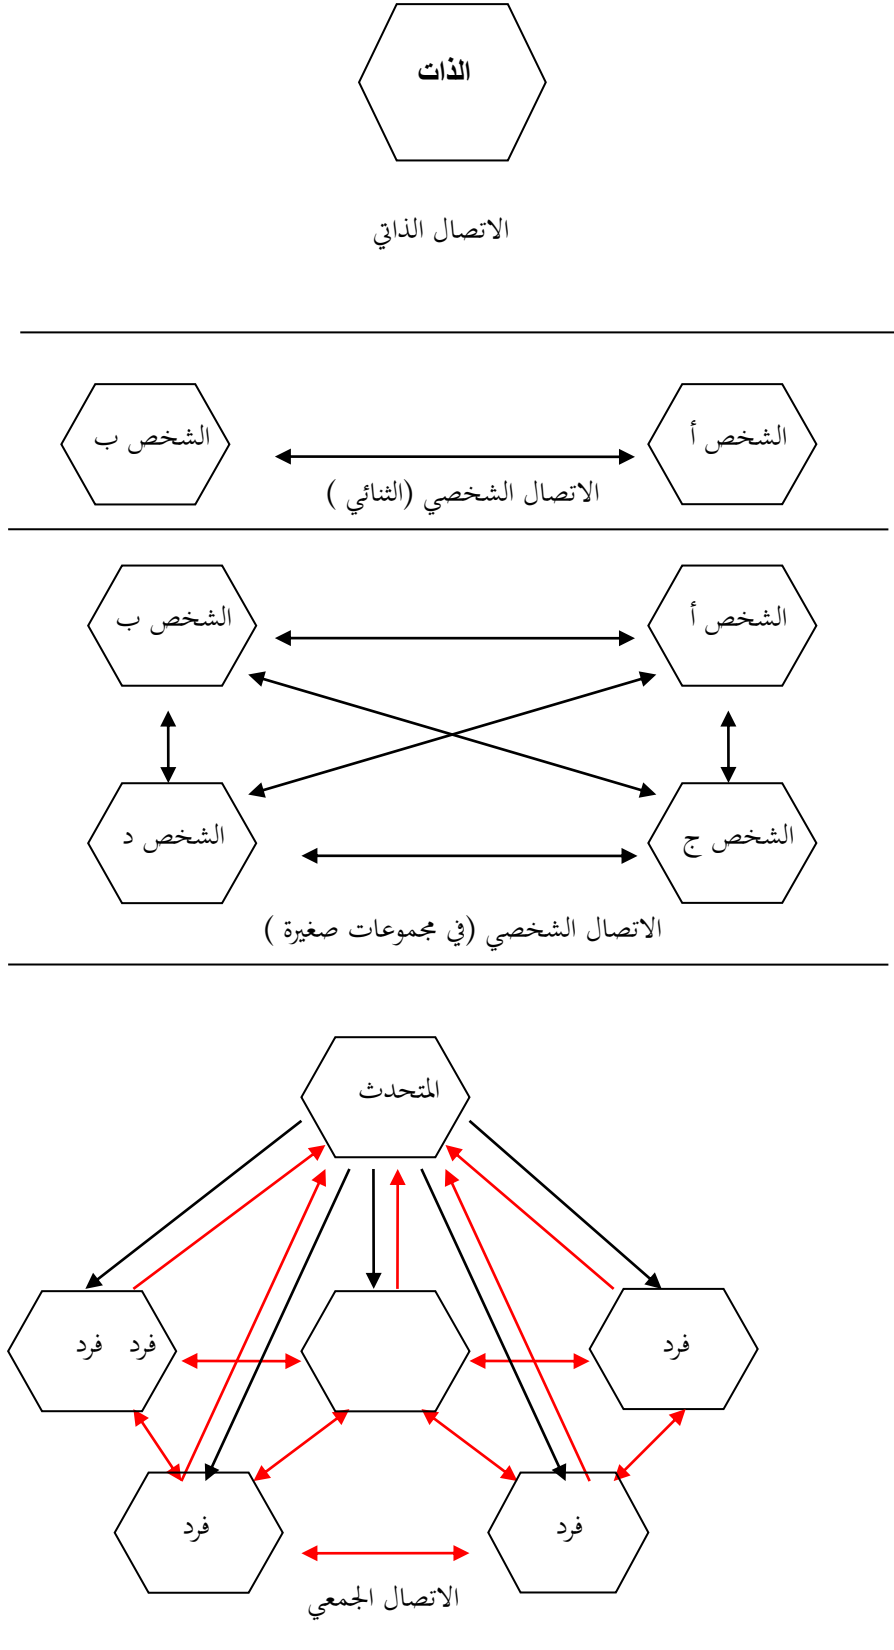 الذات
الاتصال الذاتي
الشخص أ
الشخص ب
الاتصال الشخصي (الثنائي )
الشخص أ
الشخص ب
الشخص ج
الشخص د
الاتصال الشخصي (في مجموعات صغيرة )
المتحدث
فرد
فرد فرد
فرد
فرد
الاتصال الجمعي